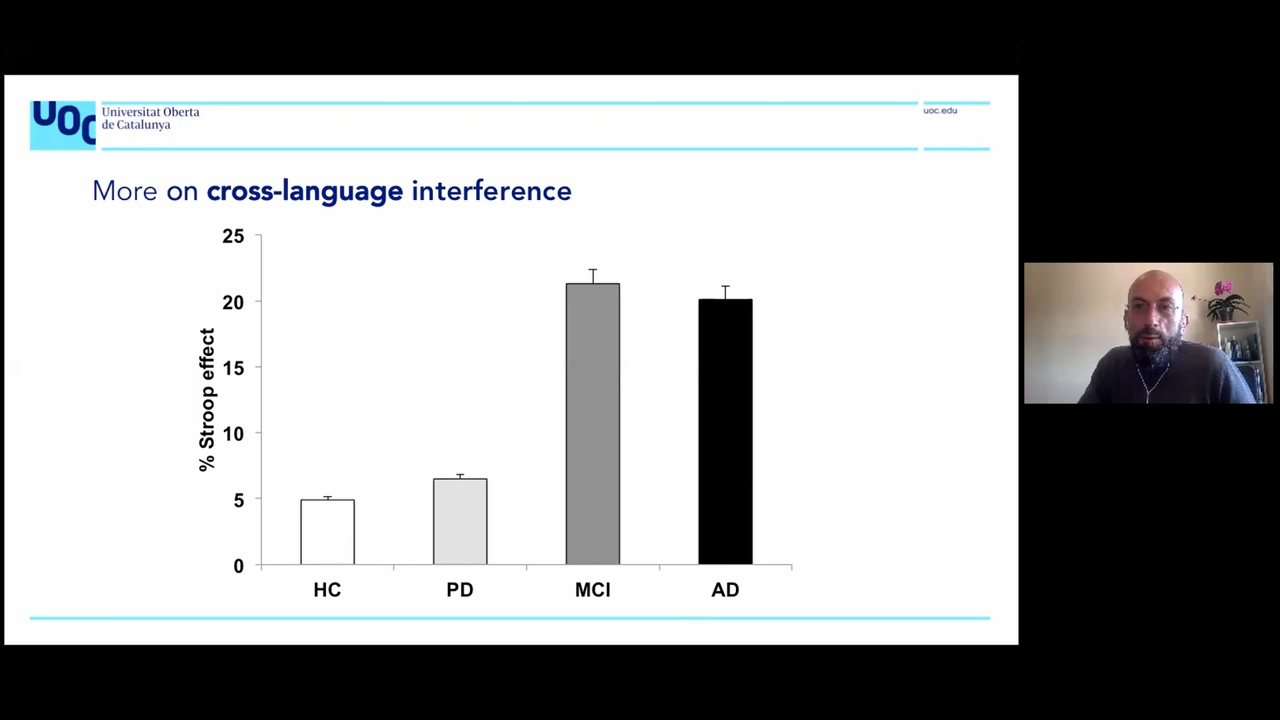 UOC
Universitat Oberta
de Catalunya
uoc.edu
More on cross-language interference
% Stroop effect
25
20
15
10
5
0
HC PD MCI AD